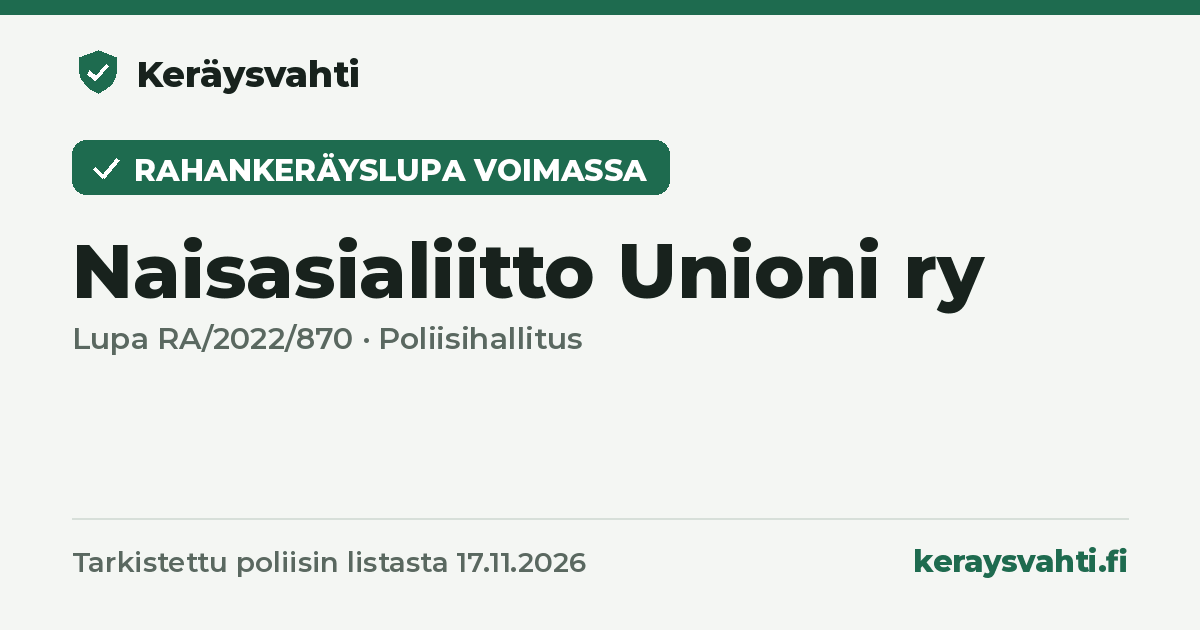 Keräysvahti
RAHANKERÄYSLUPA VOIMASSA
Naisasialiitto Unioni ry
Lupa RA/2022/870 · Poliisihallitus
Tarkistettu poliisin listasta 17.11.2026
keraysvahti.fi